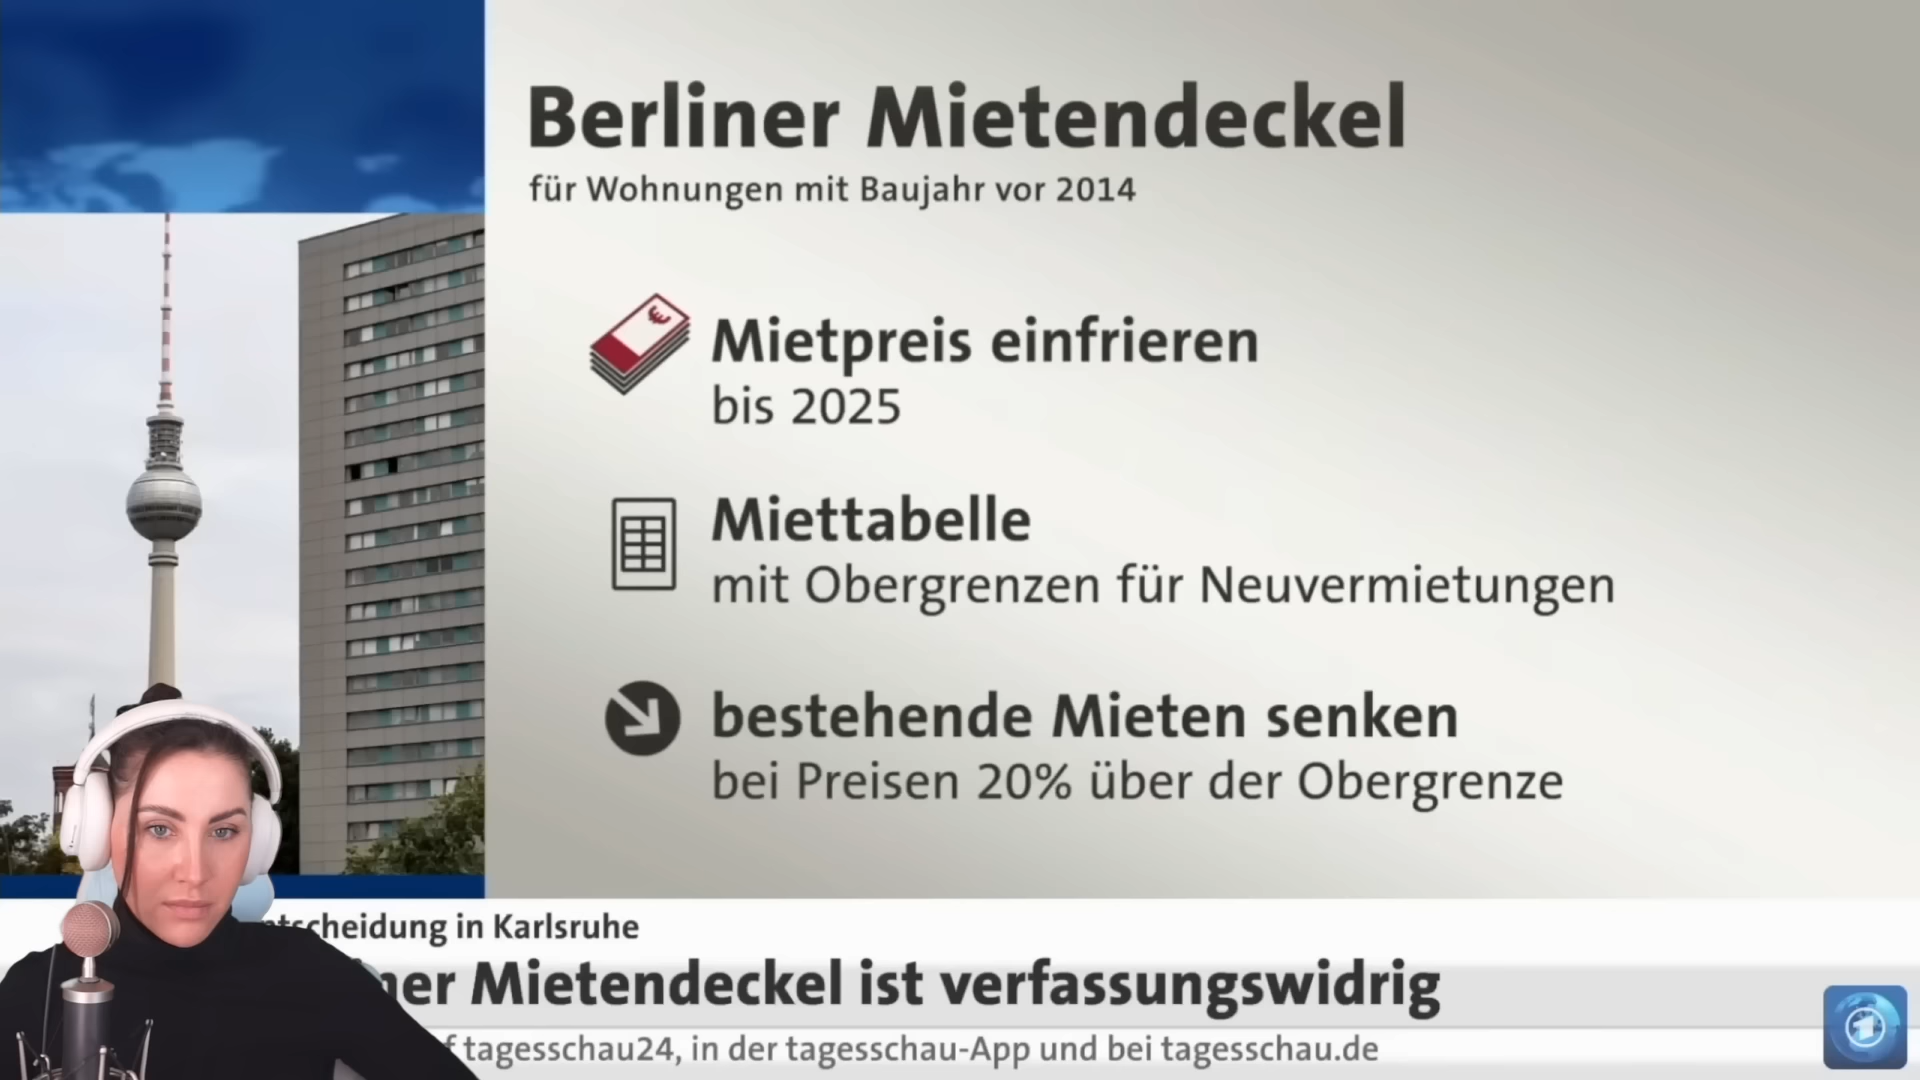 Berliner Mietendeckel
für Wohnungen mit Baujahr vor 2014
Mietpreis einfrieren
bis 2025
Miettabelle
mit Obergrenzen für Neuvermietungen
bestehende Mieten senken
bei Preisen 20% über der Obergrenze
in Karlsruhe
Mietendeckel ist verfassungswidrig
tagesschau24, in der tagesschau-App und bei tagesschau.de
1